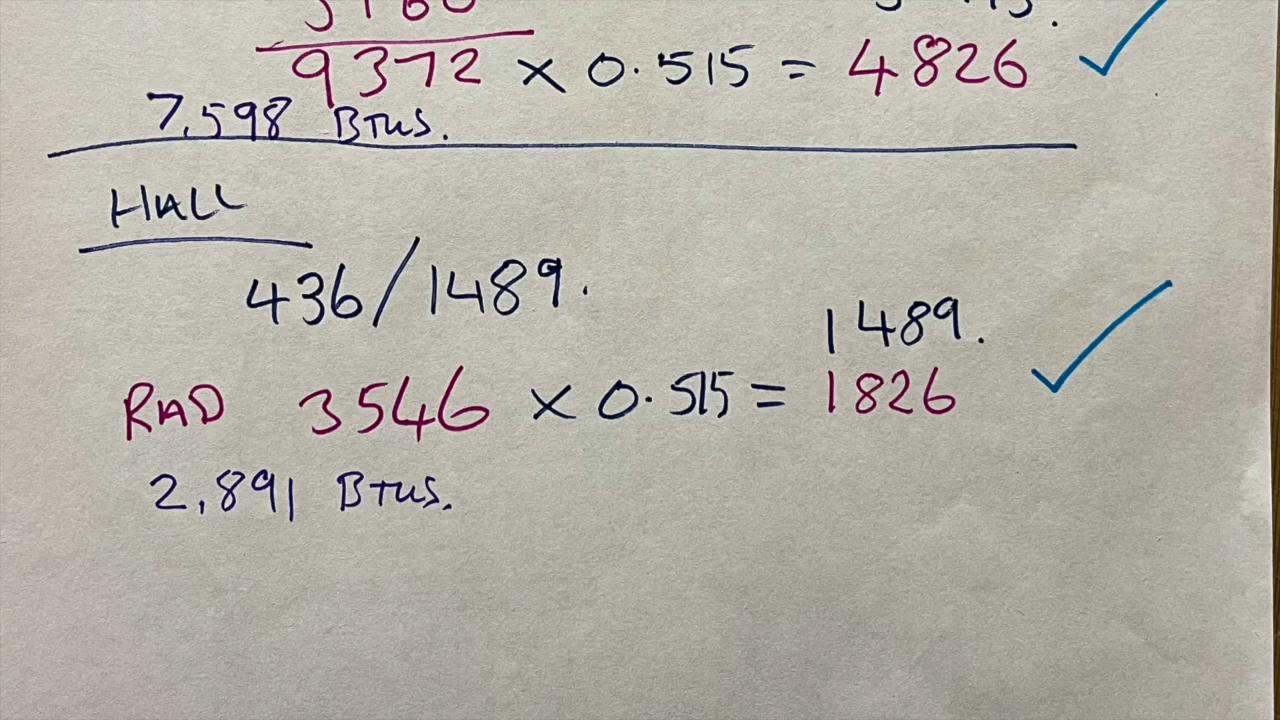 9372 × 0.515 = 4826
7,598 BTUS.
HALL
436/1489.
1489.
RAD 3546 × 0.515 = 1826
2,891 BTUS.